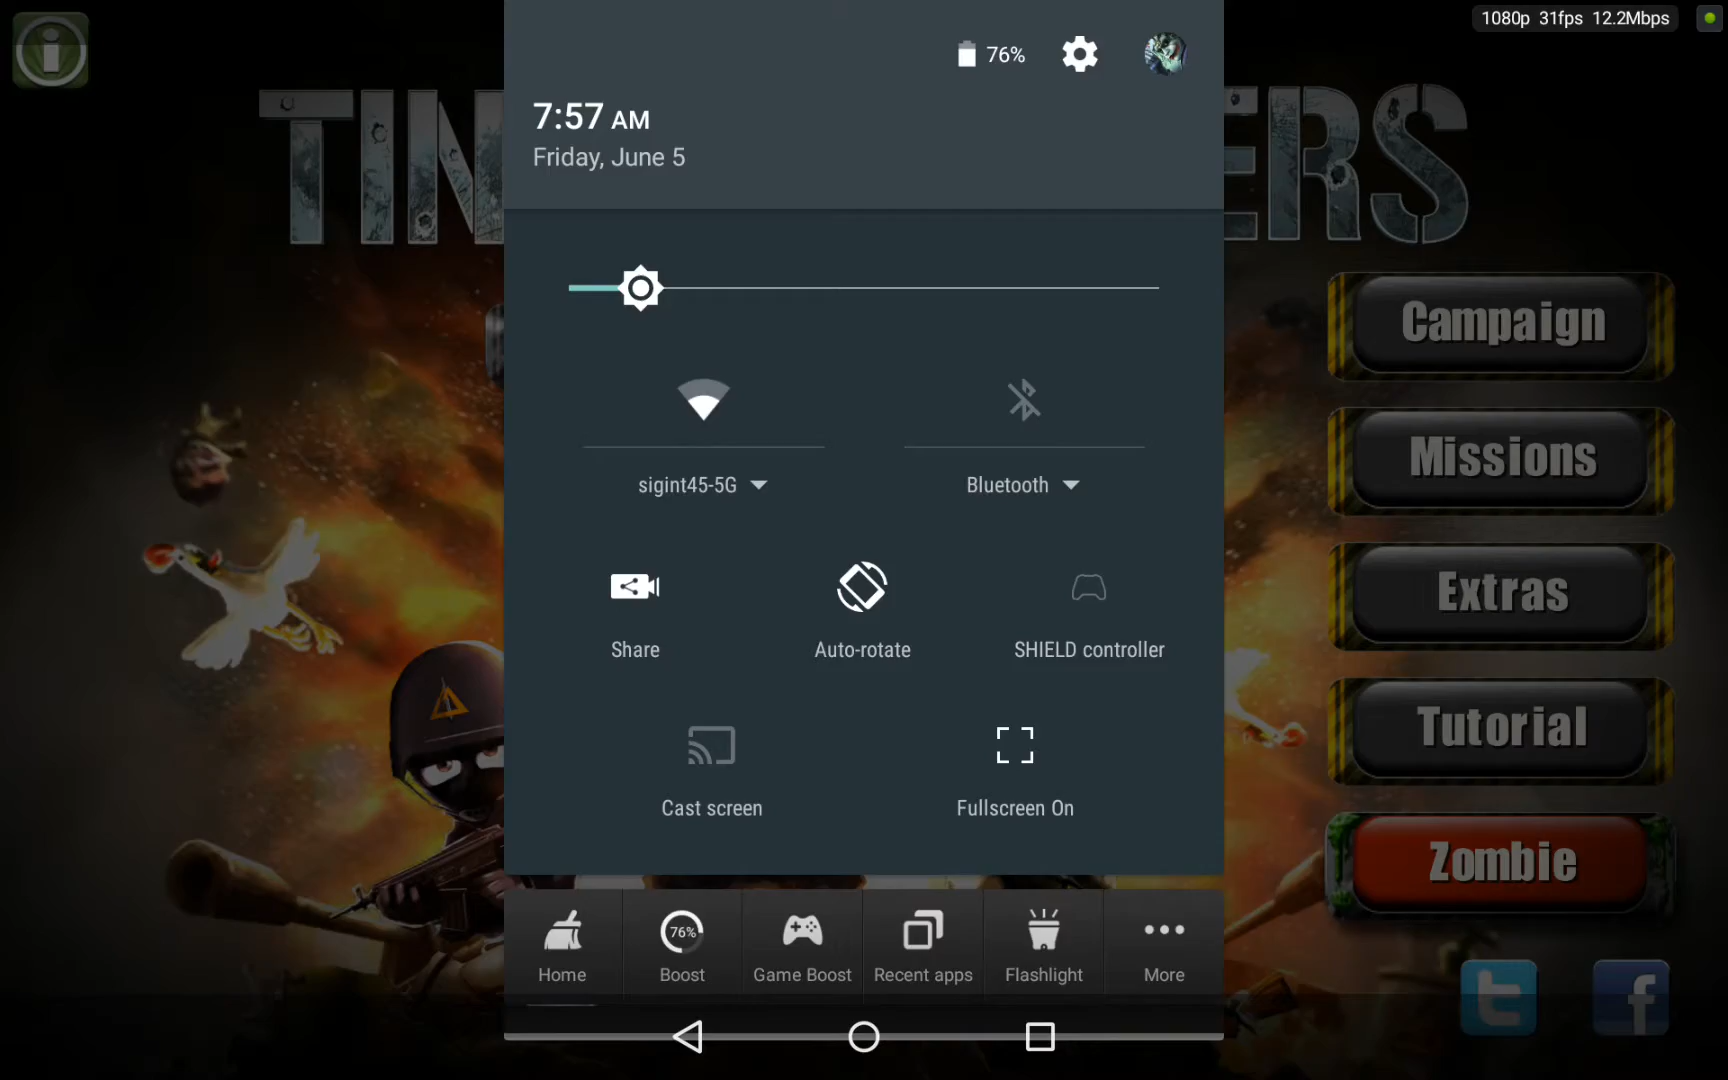 1080p 31fps 12.2Mbps
76%
7:57 AM
Friday, June 5
TIN
ERS
Campaign
sigint45-5G
Bluetooth
Missions
Share
Auto-rotate
SHIELD controller
Extras
Cast screen
Fullscreen On
Tutorial
Zombie
76%
Home
Boost
Game Boost
Recent apps
Flashlight
More